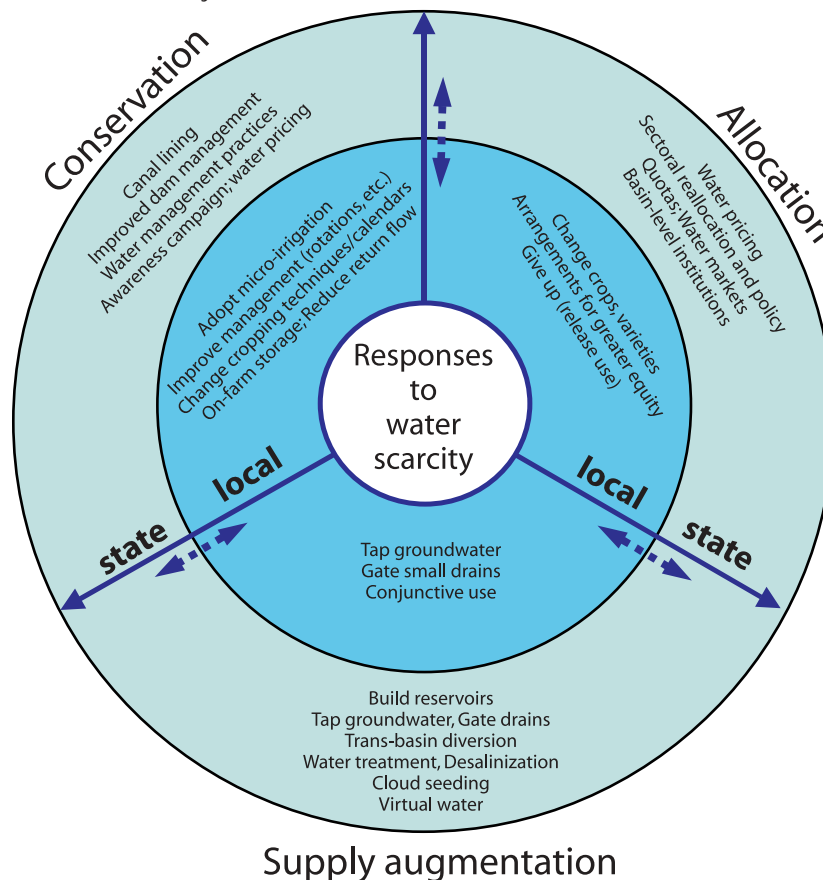 Conservation
Canal lining
Improved dam management
Water management practices
Awareness campaign; water pricing
Adopt micro-irrigation
Improve management (rotations, etc.)
Change cropping techniques/calendars
On-farm storage; Reduce return flow
Allocation
Water pricing
Sectoral reallocation and policy
Quotas: Water markets
Basin-level institutions
Change crops, varieties
Arrangements for greater equity
Give up (release use)
Responses
to
water
scarcity
local
state
local
state
Tap groundwater
Gate small drains
Conjunctive use
Build reservoirs
Tap groundwater, Gate drains
Trans-basin diversion
Water treatment, Desalinization
Cloud seeding
Virtual water
Supply augmentation